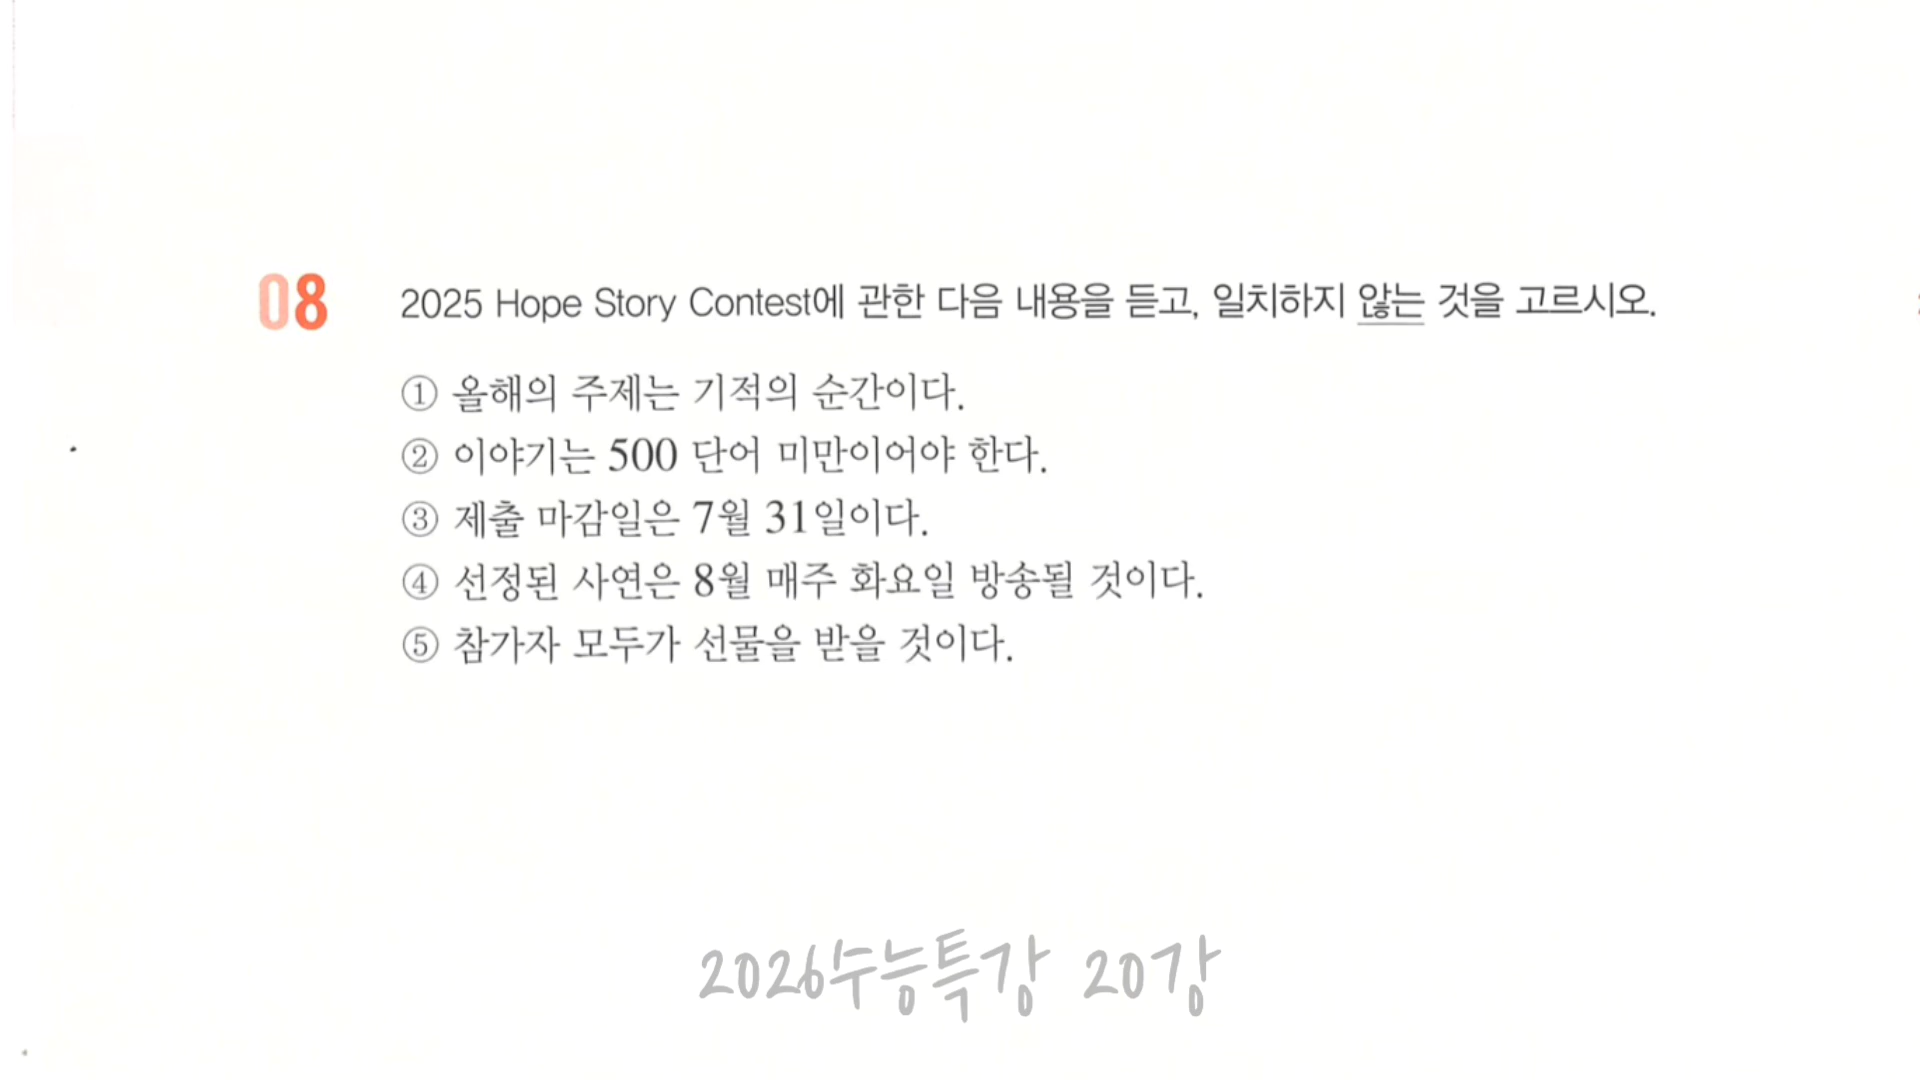 08 2025 Hope Story Contest에 관한 다음 내용을 듣고, 일치하지 않는 것을 고르시오.
① 올해의 주제는 기적의 순간이다.
② 이야기는 500 단어 미만이어야 한다.
③ 제출 마감일은 7월 31일이다.
④ 선정된 사연은 8월 매주 화요일 방송될 것이다.
⑤ 참가자 모두가 선물을 받을 것이다.
2026수능특강 20강